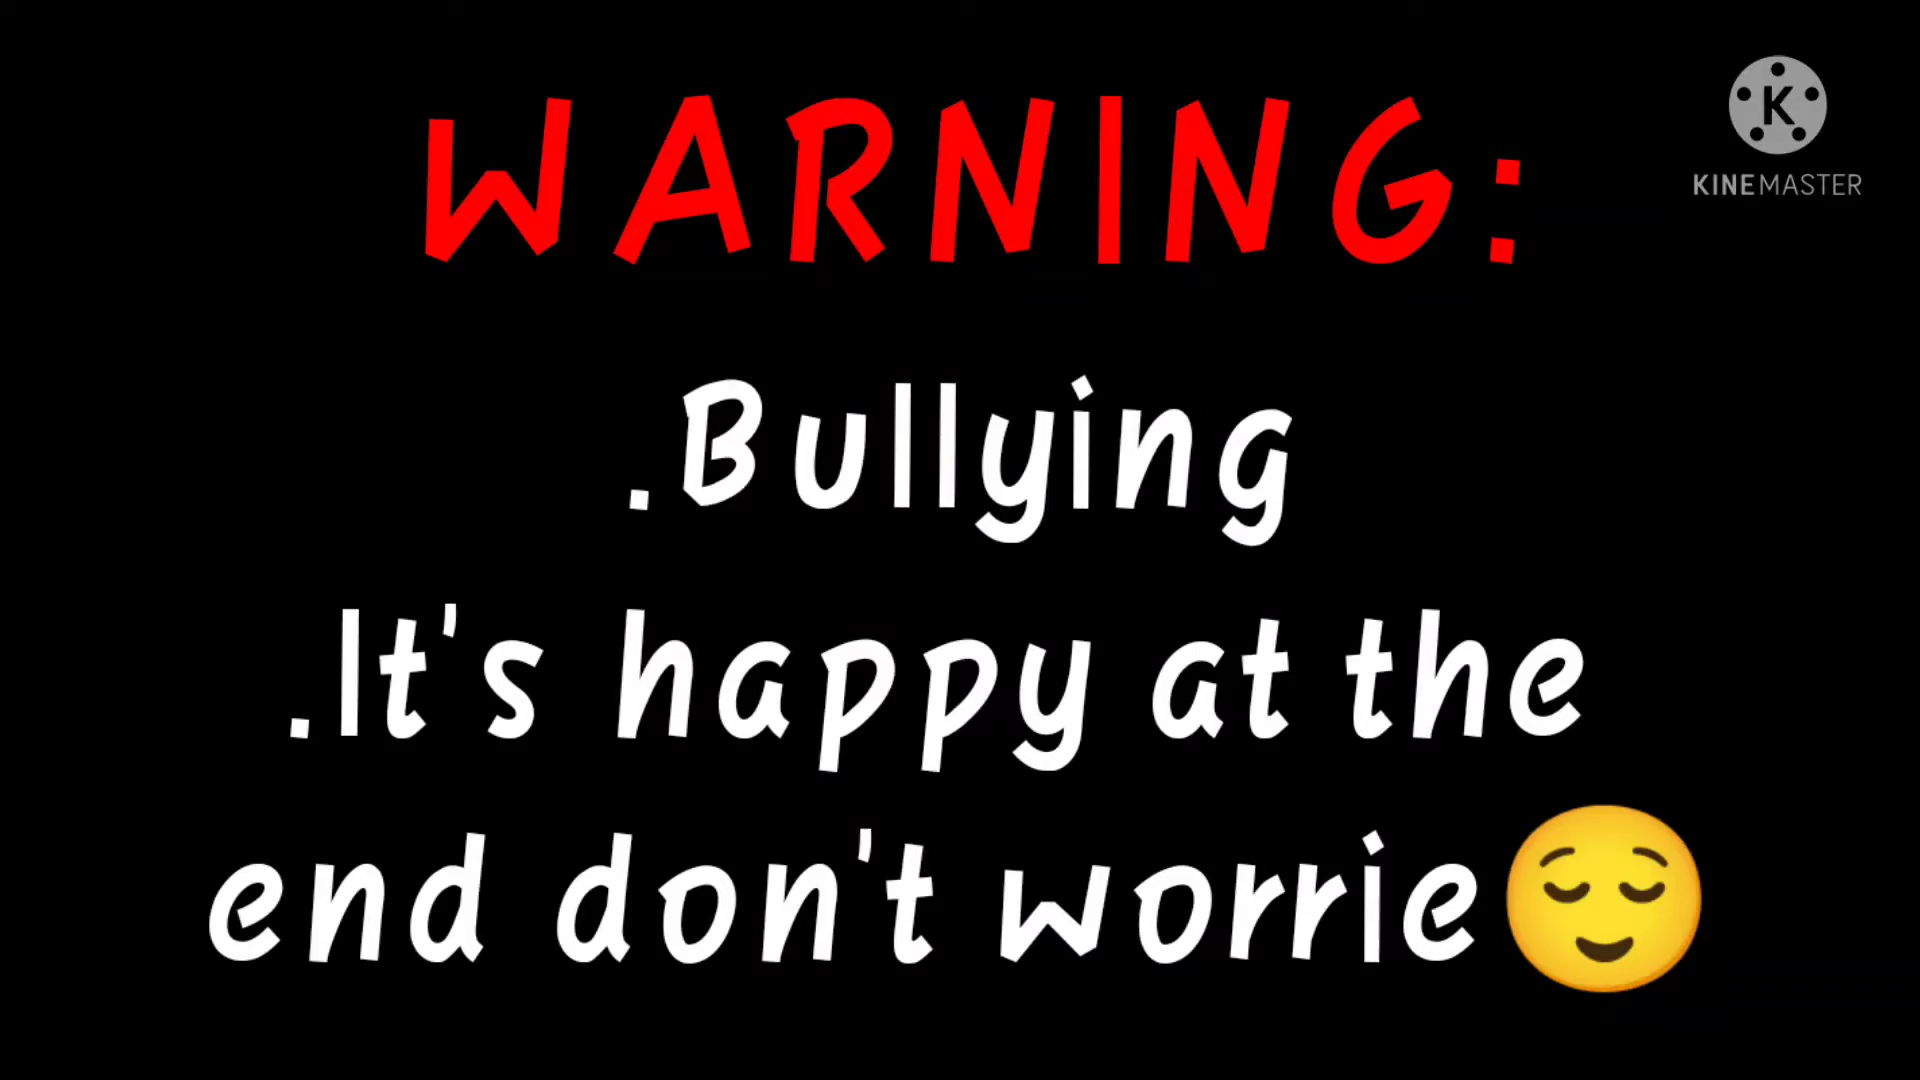 WARNING:
K
KINEMASTER
.Bullying
.It's happy at the
end don't worrie😌